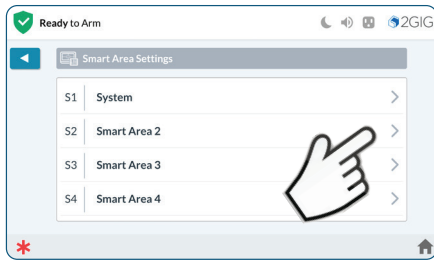 Ready to Arm
2GIG
Smart Area Settings
S1 System
S2 Smart Area 2
S3 Smart Area 3
S4 Smart Area 4